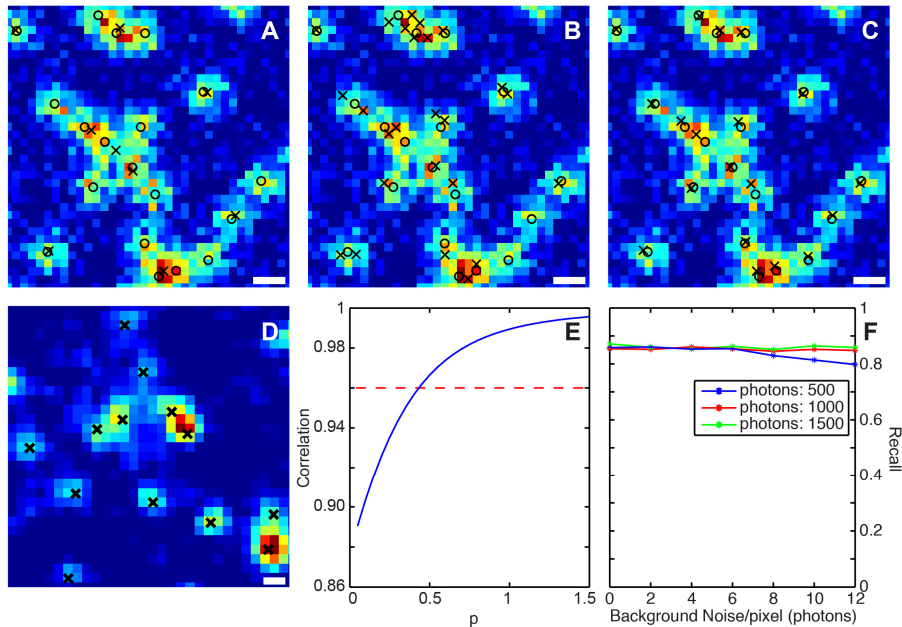 A
B
C
D
E
F
1
0.98
0.94
0.90
0.86
Correlation
0
0.5
1
1.5
p
photons: 500
photons: 1000
photons: 1500
1
0.8
0.6
0.4
0.2
0
Recall
0
2
4
6
8
10
12
Background Noise/pixel (photons)